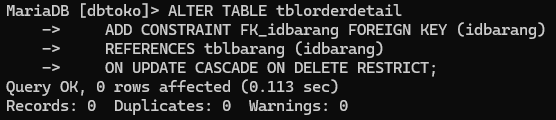 MariaDB [dbtoko]> ALTER TABLE tblorderdetail
    ->     ADD CONSTRAINT FK_idbarang FOREIGN KEY (idbarang)
    ->     REFERENCES tblbarang (idbarang)
    ->     ON UPDATE CASCADE ON DELETE RESTRICT;
Query OK, 0 rows affected (0.113 sec)
Records: 0  Duplicates: 0  Warnings: 0